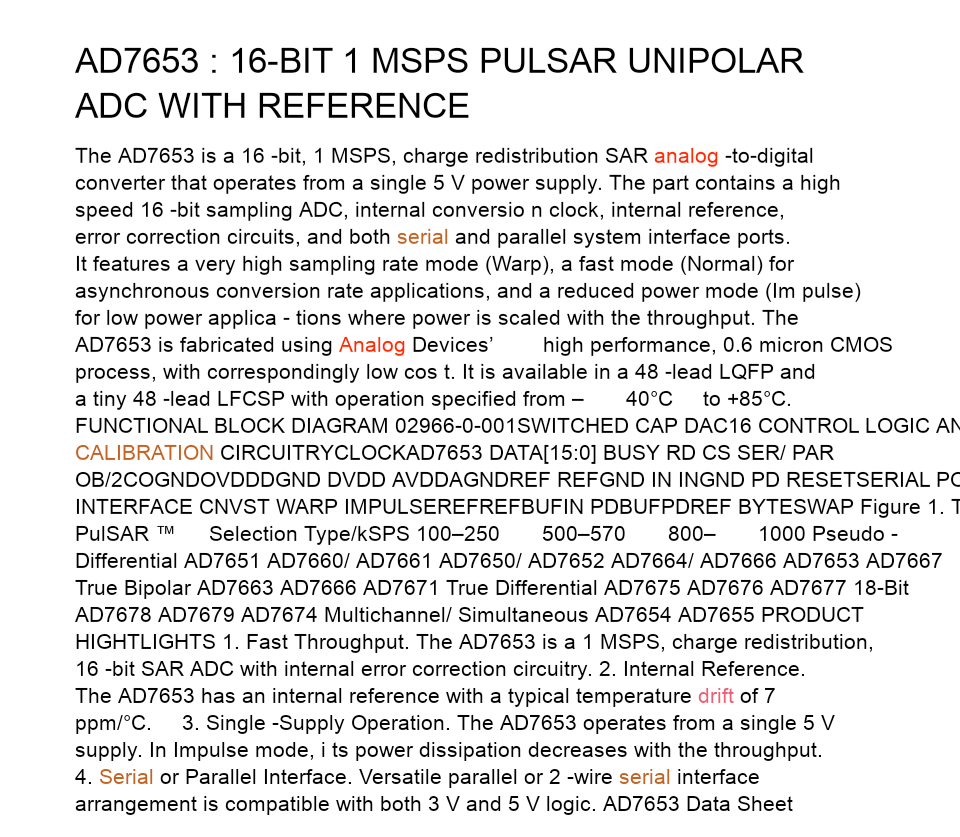 AD7653 : 16-BIT 1 MSPS PULSAR UNIPOLAR
ADC WITH REFERENCE
The AD7653 is a 16 -bit, 1 MSPS, charge redistribution SAR analog -to-digital
converter that operates from a single 5 V power supply. The part contains a high
speed 16 -bit sampling ADC, internal conversio n clock, internal reference,
error correction circuits, and both serial and parallel system interface ports.
It features a very high sampling rate mode (Warp), a fast mode (Normal) for
asynchronous conversion rate applications, and a reduced power mode (Im pulse)
for low power applica - tions where power is scaled with the throughput. The
AD7653 is fabricated using Analog Devices’ high performance, 0.6 micron CMOS
process, with correspondingly low cos t. It is available in a 48 -lead LQFP and
a tiny 48 -lead LFCSP with operation specified from – 40°C to +85°C.
FUNCTIONAL BLOCK DIAGRAM 02966-0-001SWITCHED CAP DAC16 CONTROL LOGIC AN
CALIBRATION CIRCUITRYCLOCKAD7653 DATA[15:0] BUSY RD CS SER/ PAR
OB/2COGNDOVDDDGND DVDD AVDDAGNDREF REFGND IN INGND PD RESETSERIAL PO
INTERFACE CNVST WARP IMPULSEREFREFBUFIN PDBUFPDREF BYTESWAP Figure 1. T
PulSAR ™ Selection Type/kSPS 100–250 500–570 800– 1000 Pseudo -
Differential AD7651 AD7660/ AD7661 AD7650/ AD7652 AD7664/ AD7666 AD7653 AD7667
True Bipolar AD7663 AD7666 AD7671 True Differential AD7675 AD7676 AD7677 18-Bit
AD7678 AD7679 AD7674 Multichannel/ Simultaneous AD7654 AD7655 PRODUCT
HIGHTLIGHTS 1. Fast Throughput. The AD7653 is a 1 MSPS, charge redistribution,
16 -bit SAR ADC with internal error correction circuitry. 2. Internal Reference.
The AD7653 has an internal reference with a typical temperature drift of 7
ppm/°C. 3. Single -Supply Operation. The AD7653 operates from a single 5 V
supply. In Impulse mode, i ts power dissipation decreases with the throughput.
4. Serial or Parallel Interface. Versatile parallel or 2 -wire serial interface
arrangement is compatible with both 3 V and 5 V logic. AD7653 Data Sheet